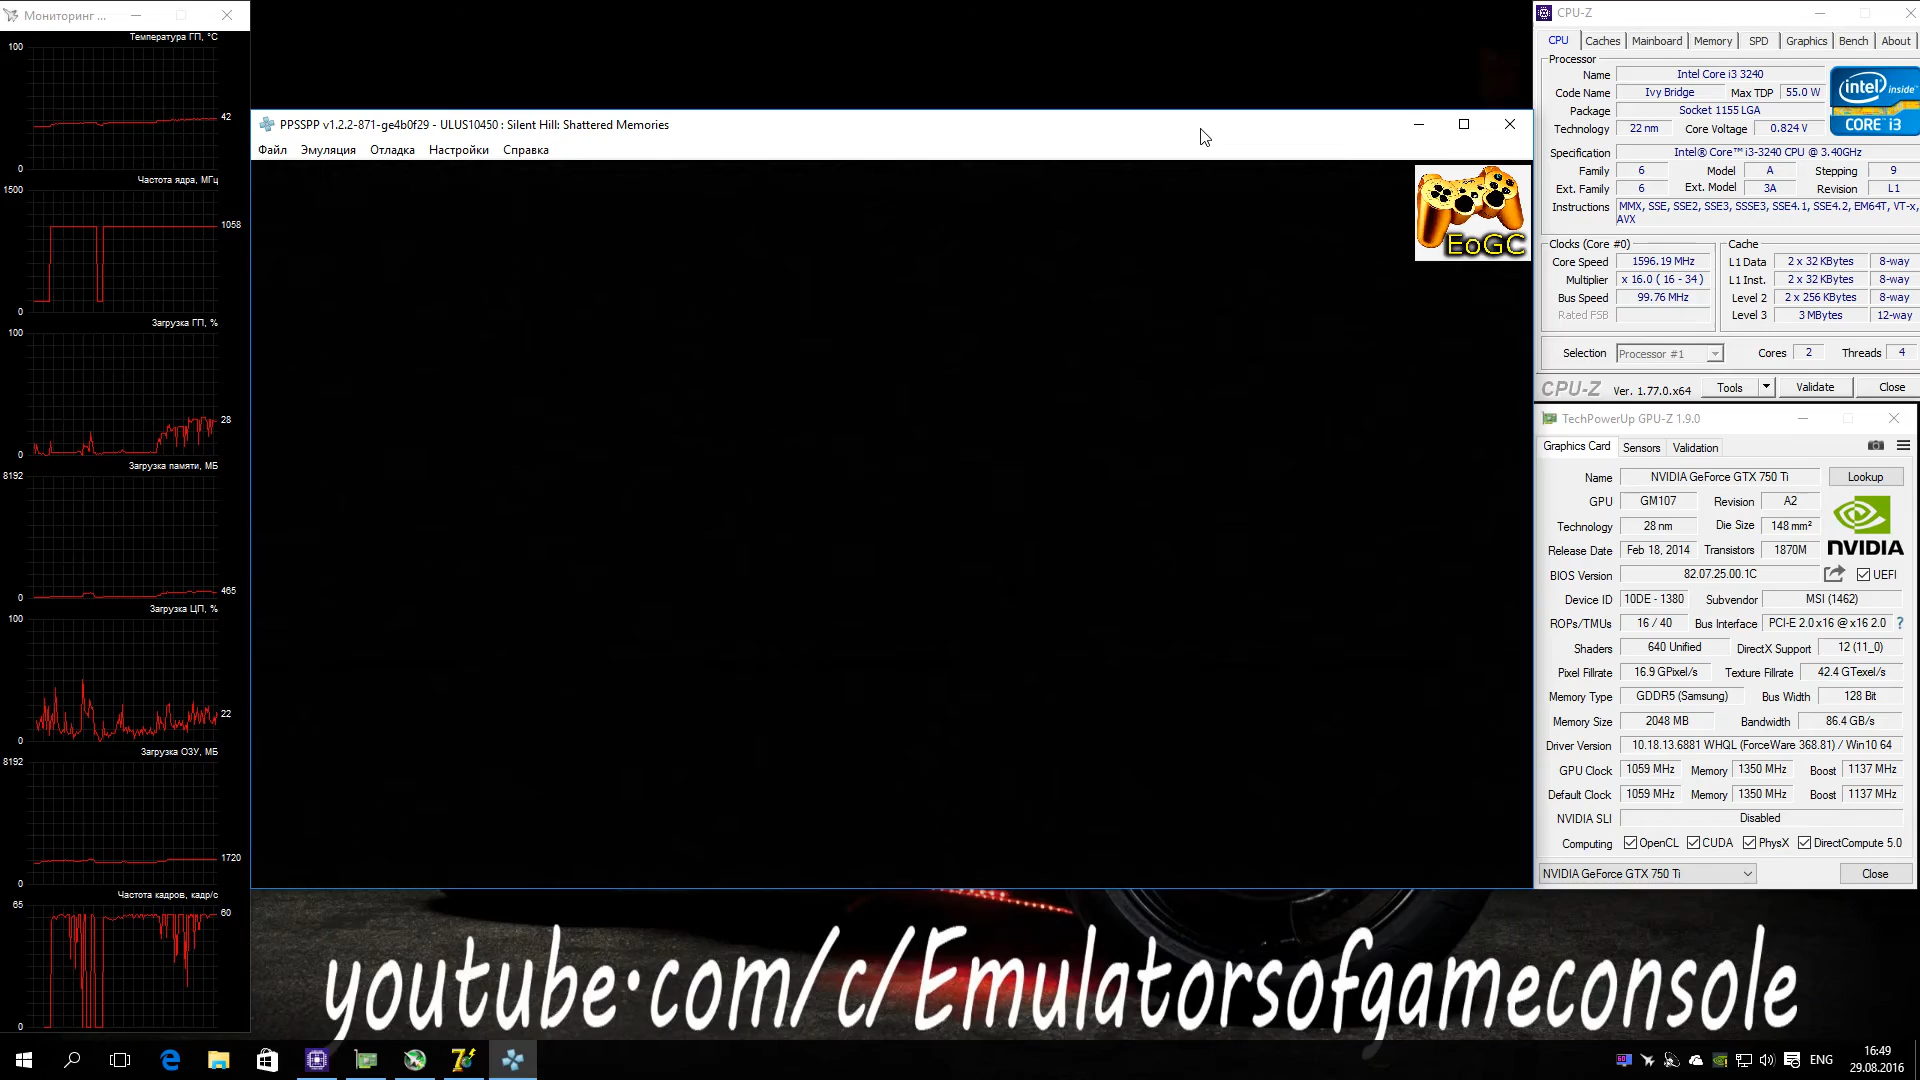 Мониторинг ...
Температура ГП, °C
100
42
0
Частота ядра, МГц
1500
1058
0
Загрузка ГП, %
100
28
0
Загрузка памяти, МБ
8192
465
0
Загрузка ЦП, %
100
22
0
Загрузка ОЗУ, МБ
8192
1720
0
Частота кадров, кадр/с
65
60
0
PPSSPP v1.2.2-871-ge4b0f29 - ULUS10450 : Silent Hill: Shattered Memories
Файл Эмуляция Отладка Настройки Справка
EoGC
CPU-Z
CPU Caches Mainboard Memory SPD Graphics Bench About
Processor
Name Intel Core i3 3240
Code Name Ivy Bridge Max TDP 55.0 W
Package Socket 1155 LGA
Technology 22 nm Core Voltage 0.824 V
intel inside CORE i3
Specification Intel® Core™ i3-3240 CPU @ 3.40GHz
Family 6 Model A Stepping 9
Ext. Family 6 Ext. Model 3A Revision L1
Instructions MMX, SSE, SSE2, SSE3, SSSE3, SSE4.1, SSE4.2, EM64T, VT-x,
AVX
Clocks (Core #0) Cache
Core Speed 1596.19 MHz L1 Data 2 x 32 KBytes 8-way
Multiplier x 16.0 ( 16 - 34 ) L1 Inst. 2 x 32 KBytes 8-way
Bus Speed 99.76 MHz Level 2 2 x 256 KBytes 8-way
Rated FSB Level 3 3 MBytes 12-way
Selection Processor #1 Cores 2 Threads 4
CPU-Z Ver. 1.77.0.x64 Tools Validate Close
TechPowerUp GPU-Z 1.9.0
Graphics Card Sensors Validation
Name NVIDIA GeForce GTX 750 Ti Lookup
GPU GM107 Revision A2
Technology 28 nm Die Size 148 mm²
Release Date Feb 18, 2014 Transistors 1870M
NVIDIA
BIOS Version 82.07.25.00.1C UEFI
Device ID 10DE - 1380 Subvendor MSI (1462)
ROPs/TMUs 16 / 40 Bus Interface PCI-E 2.0 x16 @ x16 2.0 ?
Shaders 640 Unified DirectX Support 12 (11_0)
Pixel Fillrate 16.9 GPixel/s Texture Fillrate 42.4 GTexel/s
Memory Type GDDR5 (Samsung) Bus Width 128 Bit
Memory Size 2048 MB Bandwidth 86.4 GB/s
Driver Version 10.18.13.6881 WHQL (ForceWare 368.81) / Win10 64
GPU Clock 1059 MHz Memory 1350 MHz Boost 1137 MHz
Default Clock 1059 MHz Memory 1350 MHz Boost 1137 MHz
NVIDIA SLI Disabled
Computing OpenCL CUDA PhysX DirectCompute 5.0
NVIDIA GeForce GTX 750 Ti Close
youtube.com/c/Emulatorsofgameconsole
60
ENG
16:49
29.08.2016